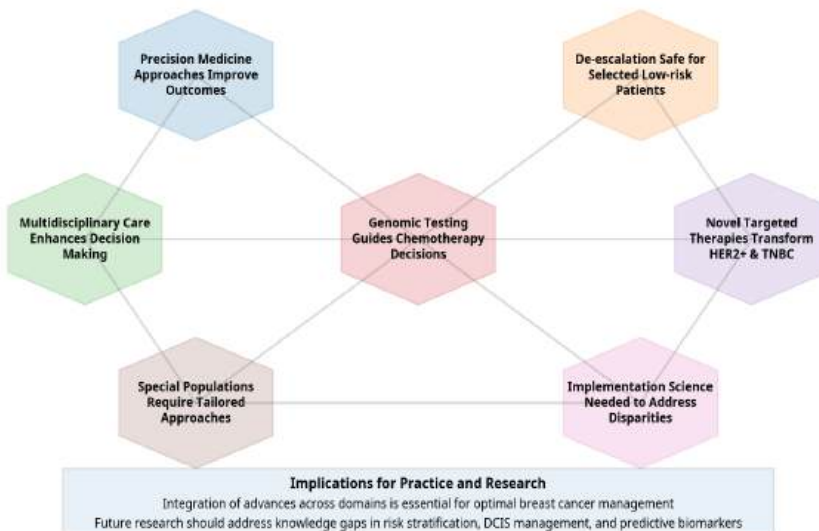 Precision Medicine
Approaches Improve
Outcomes
De-escalation Safe for
Selected Low-risk
Patients
Multidisciplinary Care
Enhances Decision
Making
Genomic Testing
Guides Chemotherapy
Decisions
Novel Targeted
Therapies Transform
HER2+ & TNBC
Special Populations
Require Tailored
Approaches
Implementation Science
Needed to Address
Disparities
Implications for Practice and Research
Integration of advances across domains is essential for optimal breast cancer management
Future research should address knowledge gaps in risk stratification, DCIS management, and predictive biomarkers